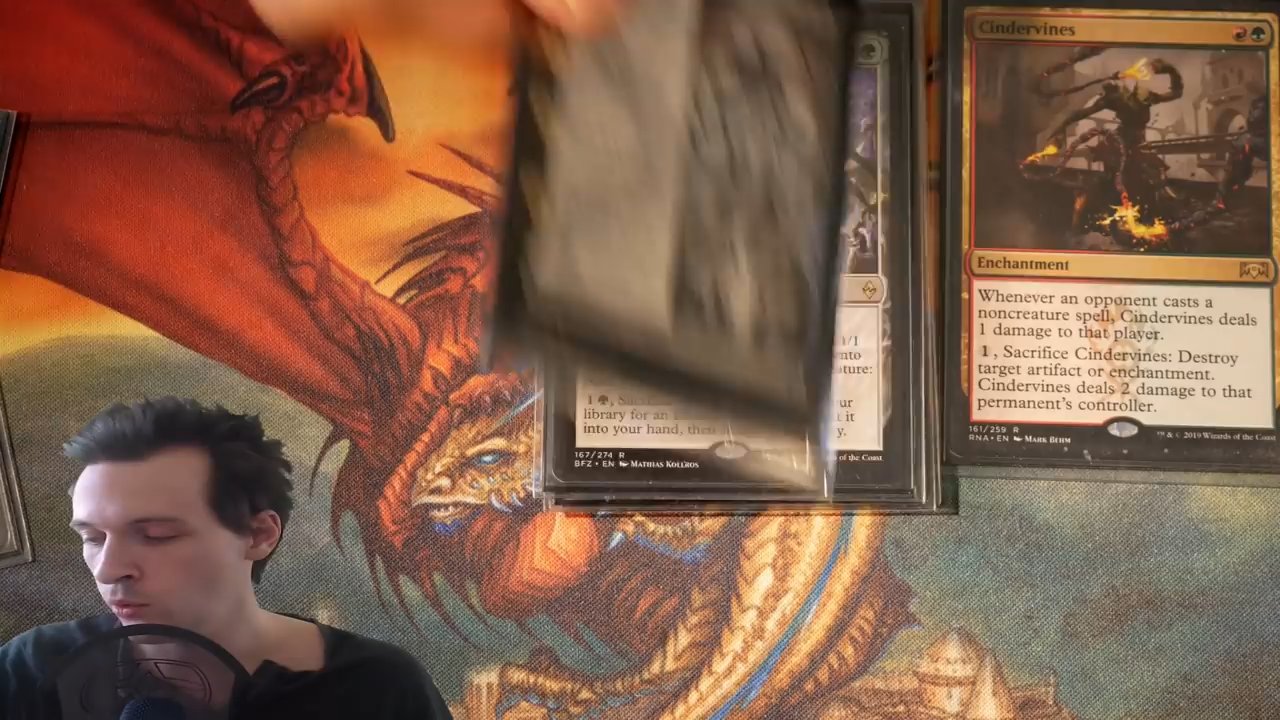 Cindervines
Enchantment
Whenever an opponent casts a
noncreature spell, Cindervines deals
1 damage to that player.
1, Sacrifice Cindervines: Destroy
target artifact or enchantment.
Cindervines deals 2 damage to that
permanent's controller.
161/259 R
RNA • EN Mark Behm
™ & © 2019 Wizards of the Coast
1/1
ature:
1
library for an
into your hand, then
ur
t it
y.
167/274 R
BFZ • EN Mathias Kollros
of the Coast